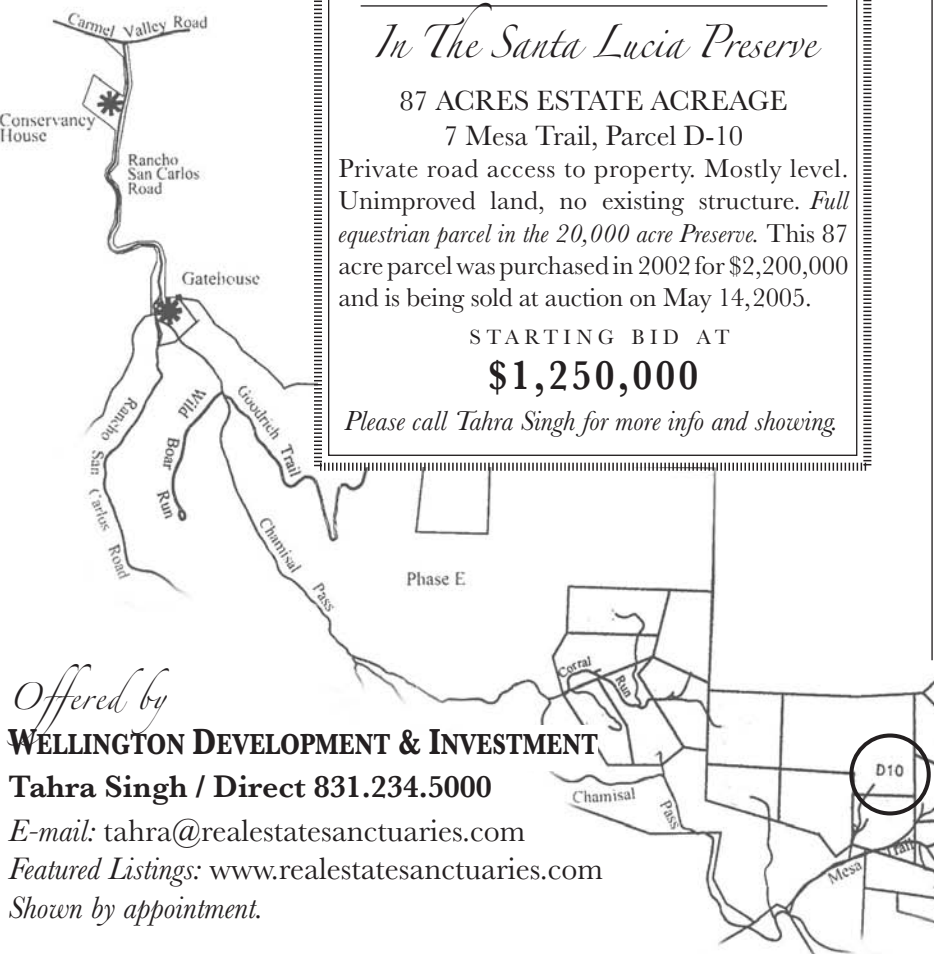 In The Santa Lucia Preserve
87 ACRES ESTATE ACREAGE
7 Mesa Trail, Parcel D-10
Private road access to property. Mostly level.
Unimproved land, no existing structure. Full
equestrian parcel in the 20,000 acre Preserve. This 87
acre parcel was purchased in 2002 for $2,200,000
and is being sold at auction on May 14, 2005.
STARTING BID AT
$1,250,000
Please call Tahra Singh for more info and showing.
Carmel Valley Road
Conservancy
House
Rancho
San Carlos
Road
Gatehouse
Rancho San Carlos Road
Wild Boar Run
Goodrich Trail
Chamisal Pass
Phase E
Corral Run
D10
Chamisal Pass
Mesa Trail
Offered by
WELLINGTON DEVELOPMENT & INVESTMENT
Tahra Singh / Direct 831.234.5000
E-mail: tahra@realestatesanctuaries.com
Featured Listings: www.realestatesanctuaries.com
Shown by appointment.